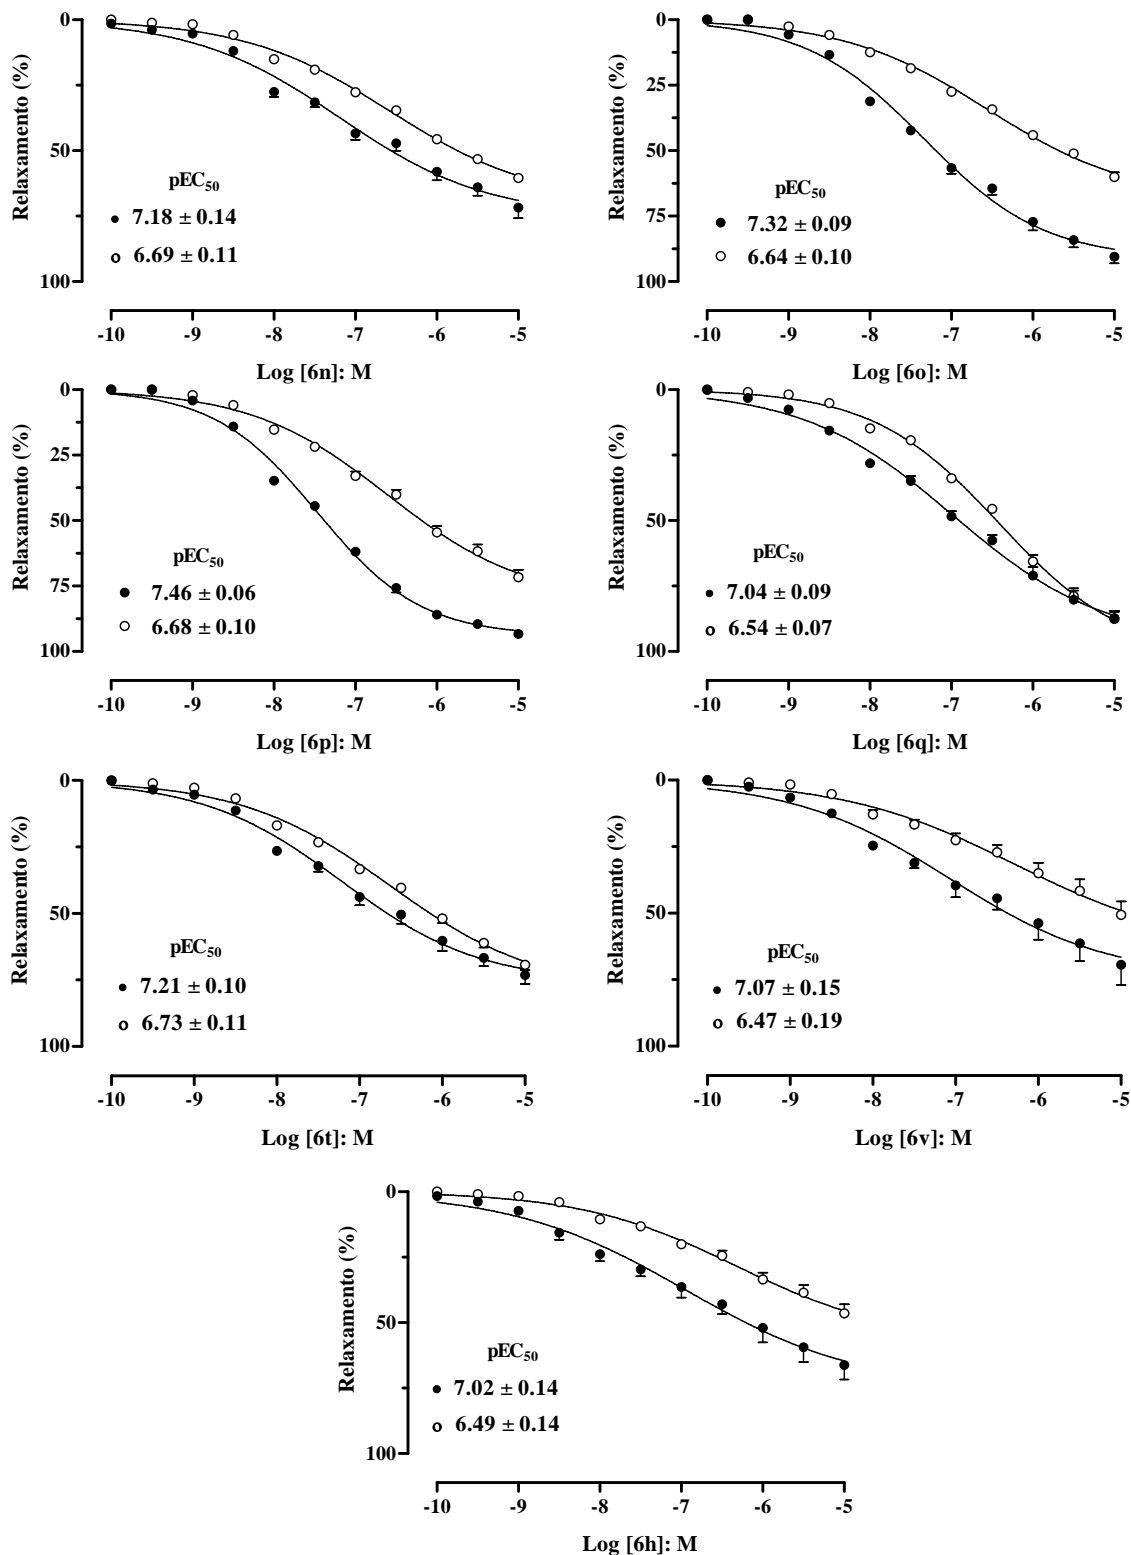 Relaxamento (%)
0
25
50
75
100
pEC50
● 7.18 ± 0.14
o 6.69 ± 0.11
-10 -9 -8 -7 -6 -5
Log [6n]: M
Relaxamento (%)
0
25
50
75
100
pEC50
● 7.32 ± 0.09
○ 6.64 ± 0.10
-10 -9 -8 -7 -6 -5
Log [6o]: M
Relaxamento (%)
0
25
50
75
100
pEC50
● 7.46 ± 0.06
○ 6.68 ± 0.10
-10 -9 -8 -7 -6 -5
Log [6p]: M
Relaxamento (%)
0
25
50
75
100
pEC50
● 7.04 ± 0.09
o 6.54 ± 0.07
-10 -9 -8 -7 -6 -5
Log [6q]: M
Relaxamento (%)
0
50
100
pEC50
● 7.21 ± 0.10
o 6.73 ± 0.11
-10 -9 -8 -7 -6 -5
Log [6t]: M
Relaxamento (%)
0
50
100
pEC50
● 7.07 ± 0.15
o 6.47 ± 0.19
-10 -9 -8 -7 -6 -5
Log [6v]: M
Relaxamento (%)
0
50
100
pEC50
● 7.02 ± 0.14
o 6.49 ± 0.14
-10 -9 -8 -7 -6 -5
Log [6h]: M